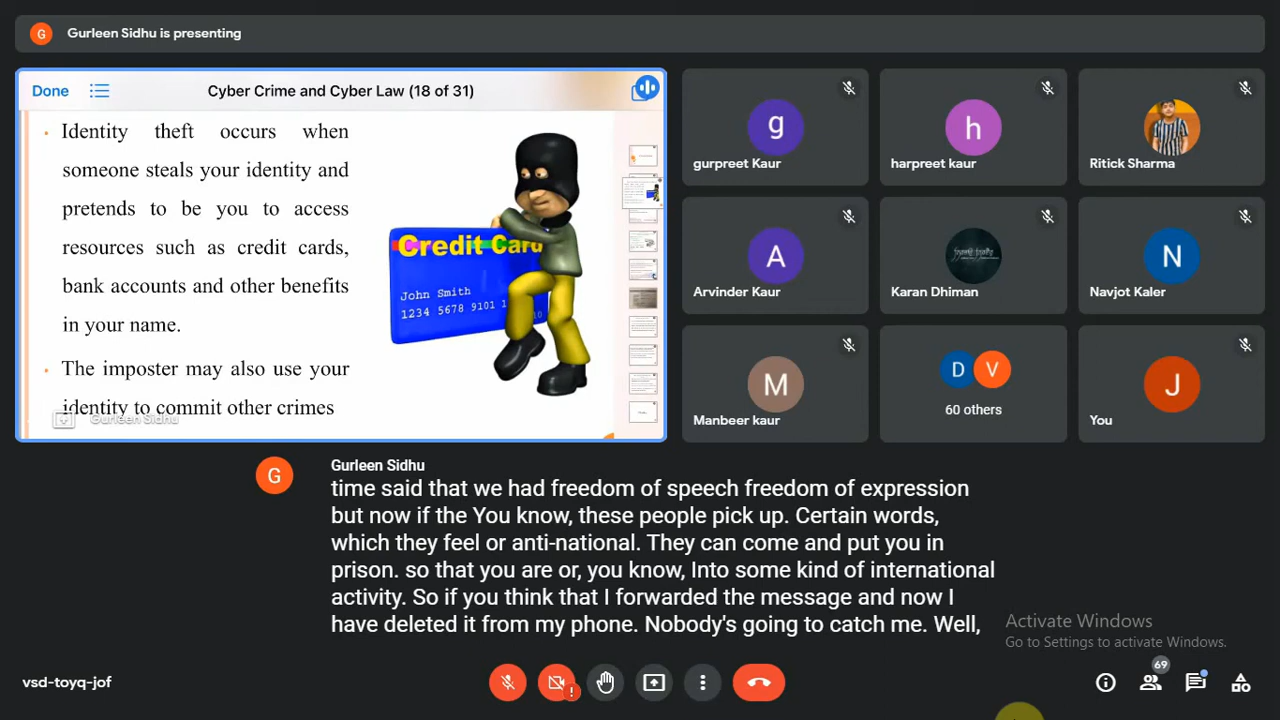 G Gurleen Sidhu is presenting
Done
Cyber Crime and Cyber Law (18 of 31)
• Identity theft occurs when
someone steals your identity and
pretends to be you to access
resources such as credit cards,
bank accounts and other benefits
in your name.
• The imposter may also use your
identity to commit other crimes
Credit Card
John Smith
1234 5678 9101 1
10
Gurleen Sidhu
g
gurpreet Kaur
h
harpreet kaur
Ritick Sharma
A
Arvinder Kaur
Karan Dhiman
N
Navjot Kaler
M
Manbeer kaur
D V
60 others
J
You
G
Gurleen Sidhu
time said that we had freedom of speech freedom of expression
but now if the You know, these people pick up. Certain words,
which they feel or anti-national. They can come and put you in
prison. so that you are or, you know, Into some kind of international
activity. So if you think that I forwarded the message and now I
have deleted it from my phone. Nobody's going to catch me. Well,
Activate Windows
Go to Settings to activate Windows.
vsd-toyq-jof
!
69